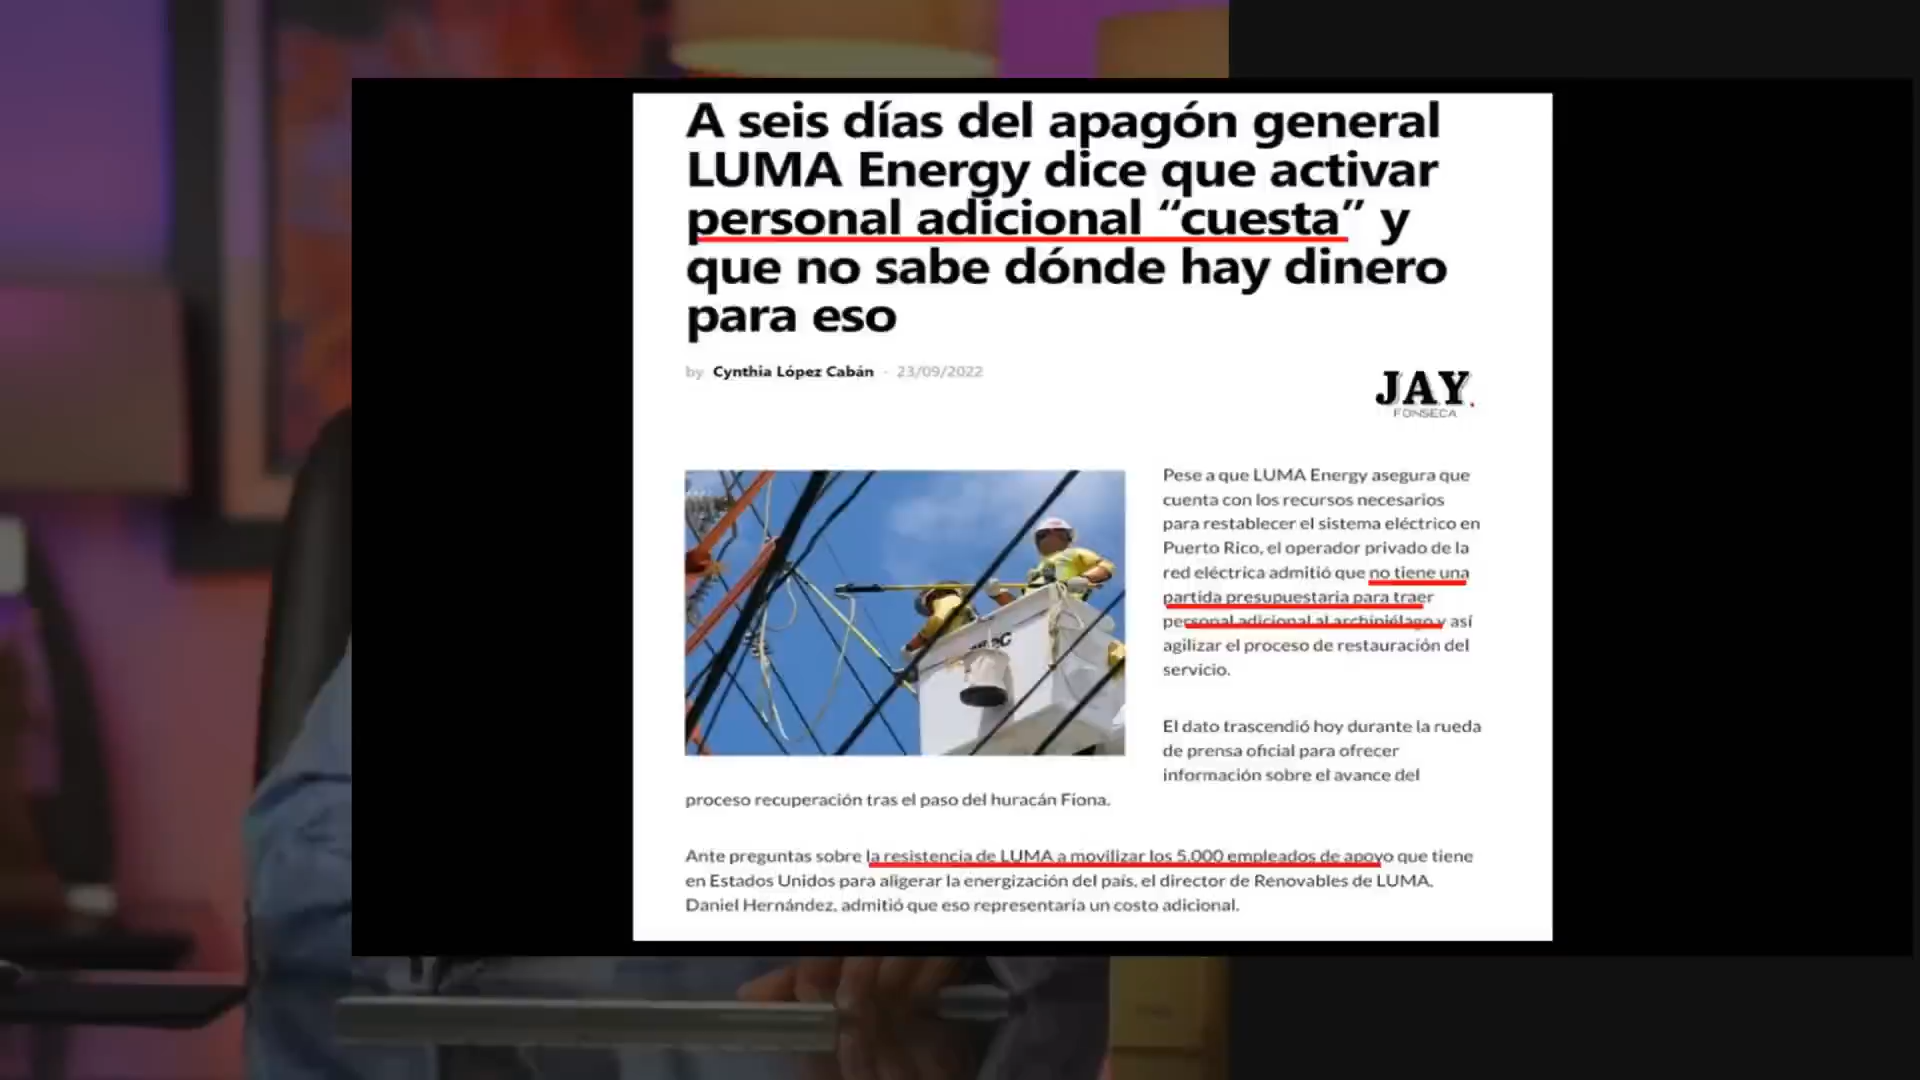 A seis días del apagón general
LUMA Energy dice que activar
personal adicional “cuesta” y
que no sabe dónde hay dinero
para eso
by Cynthia López Cabán - 23/09/2022
JAY.
FONSECA
Pese a que LUMA Energy asegura que
cuenta con los recursos necesarios
para restablecer el sistema eléctrico en
Puerto Rico, el operador privado de la
red eléctrica admitió que no tiene una
partida presupuestaria para traer
personal adicional al archipiélago y así
agilizar el proceso de restauración del
servicio.
El dato trascendió hoy durante la rueda
de prensa oficial para ofrecer
información sobre el avance del
proceso recuperación tras el paso del huracán Fiona.
Ante preguntas sobre la resistencia de LUMA a movilizar los 5,000 empleados de apoyo que tiene
en Estados Unidos para aligerar la energización del país, el director de Renovables de LUMA,
Daniel Hernández, admitió que eso representaría un costo adicional.